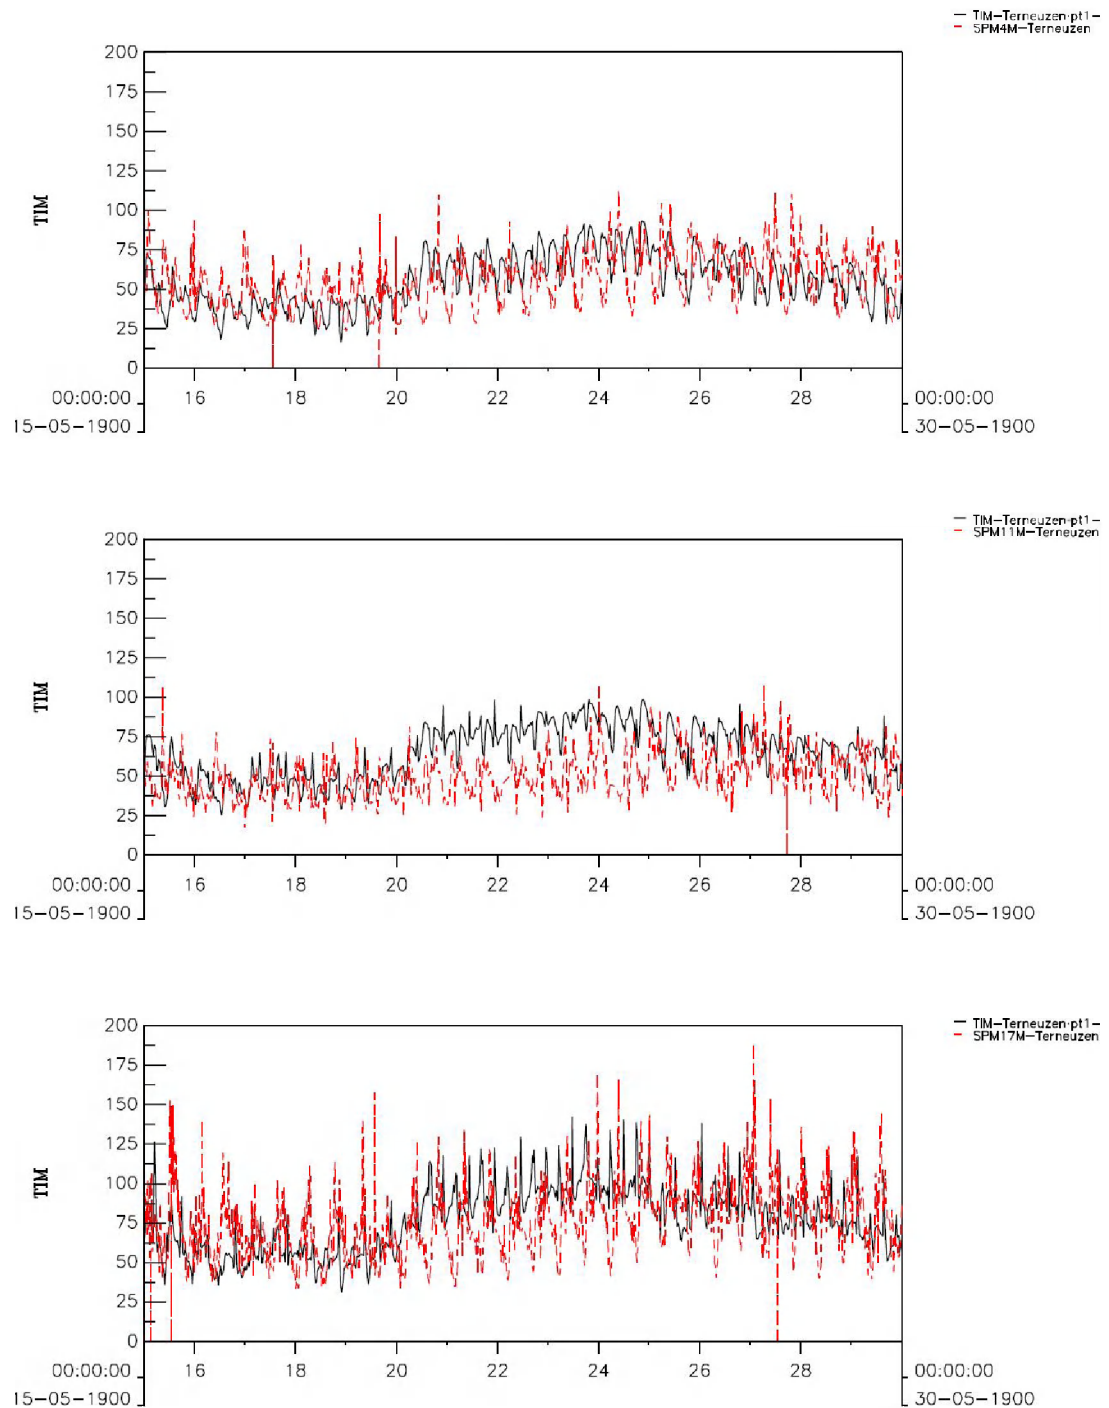 TIM-Terneuzen-pt1-
SPM4M-Terneuzen
200
175
150
125
100
75
50
25
0
TIM
16 18 20 22 24 26 28
00:00:00 00:00:00
15-05-1900 30-05-1900
TIM-Terneuzen-pt1-
SPM11M-Terneuzen
200
175
150
125
100
75
50
25
0
TIM
16 18 20 22 24 26 28
00:00:00 00:00:00
15-05-1900 30-05-1900
TIM-Terneuzen-pt1-
SPM17M-Terneuzen
200
175
150
125
100
75
50
25
0
TIM
16 18 20 22 24 26 28
00:00:00 00:00:00
15-05-1900 30-05-1900